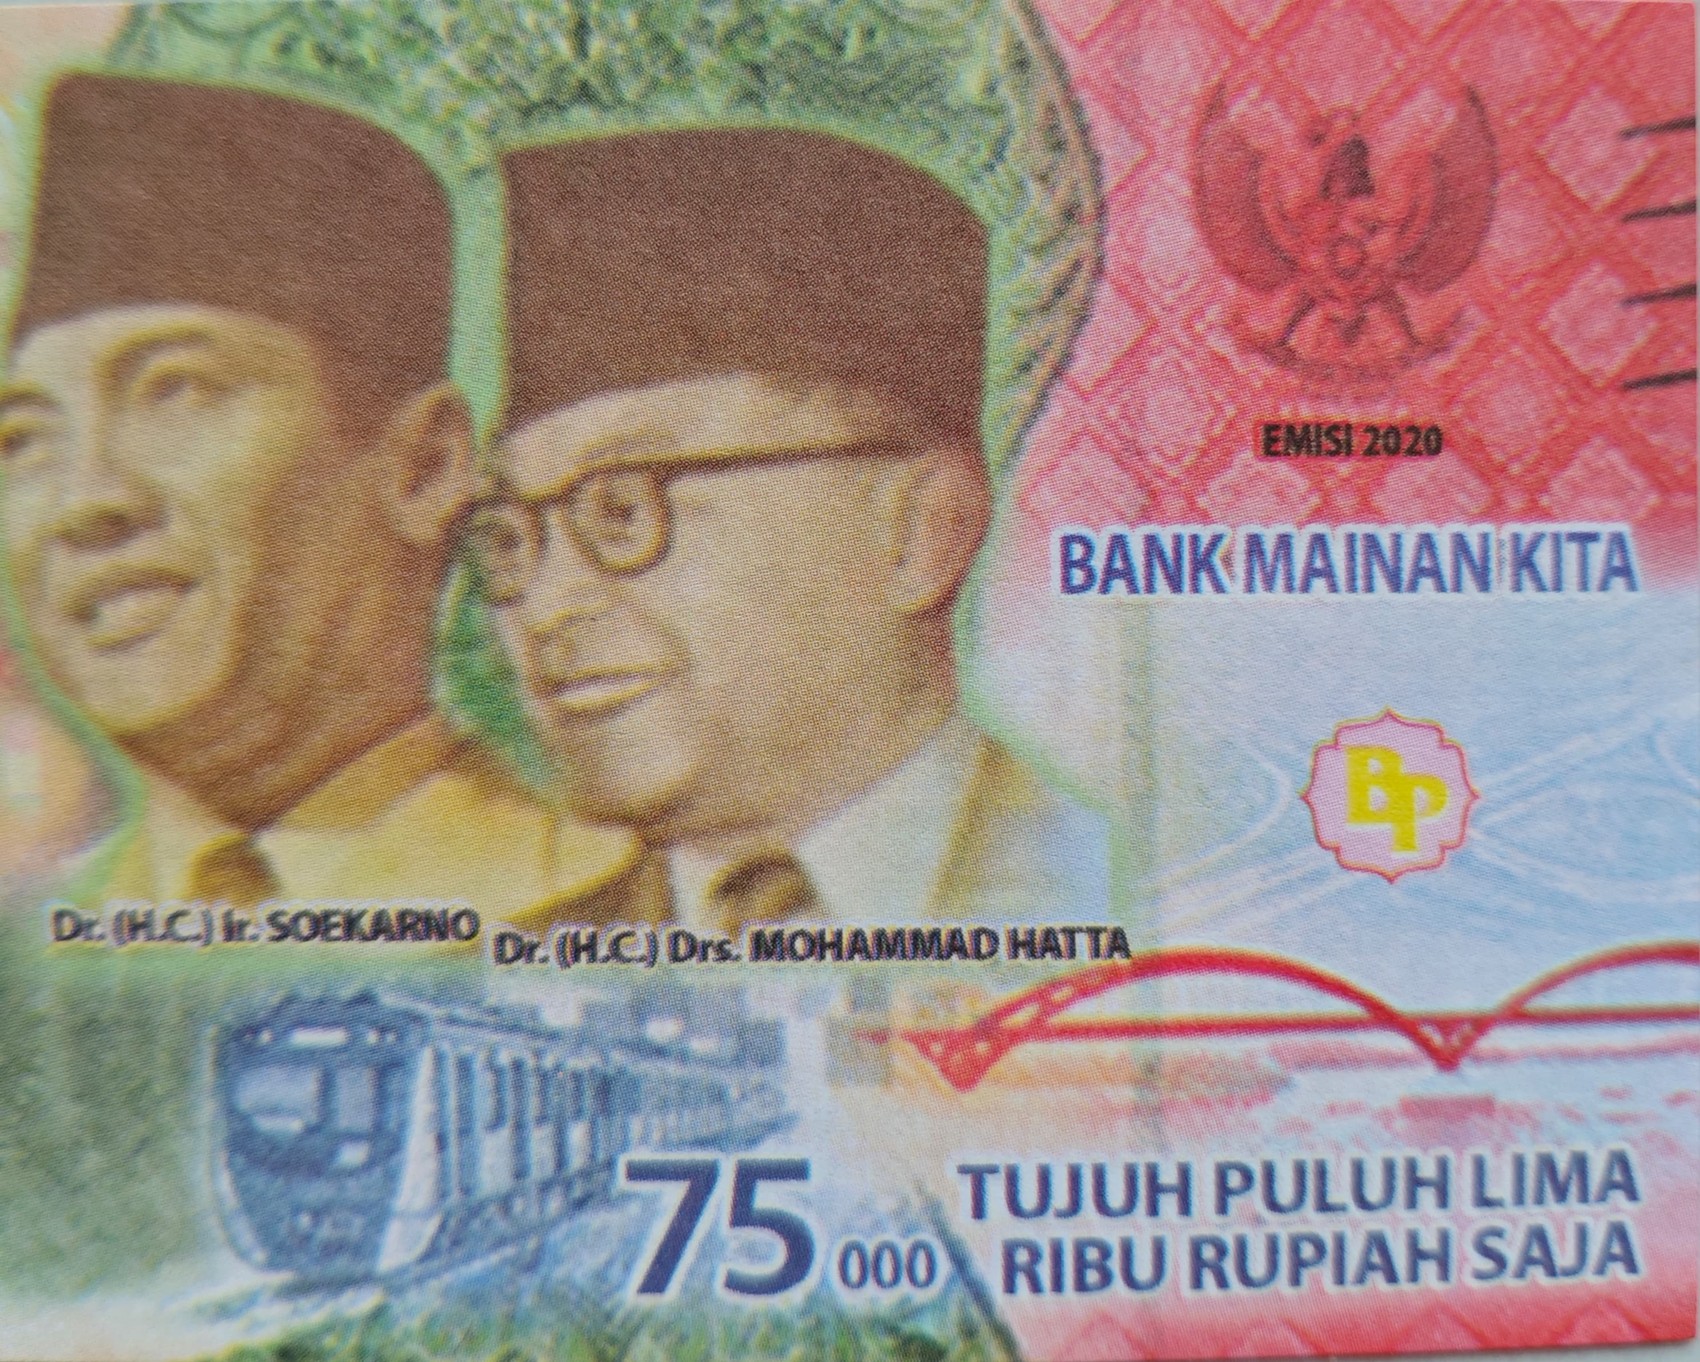 EMISI 2020
BANK MAINAN KITA
BP
Dr. (H.C.) Ir. SOEKARNO
Dr. (H.C.) Drs. MOHAMMAD HATTA
75 000
TUJUH PULUH LIMA
RIBU RUPIAH SAJA